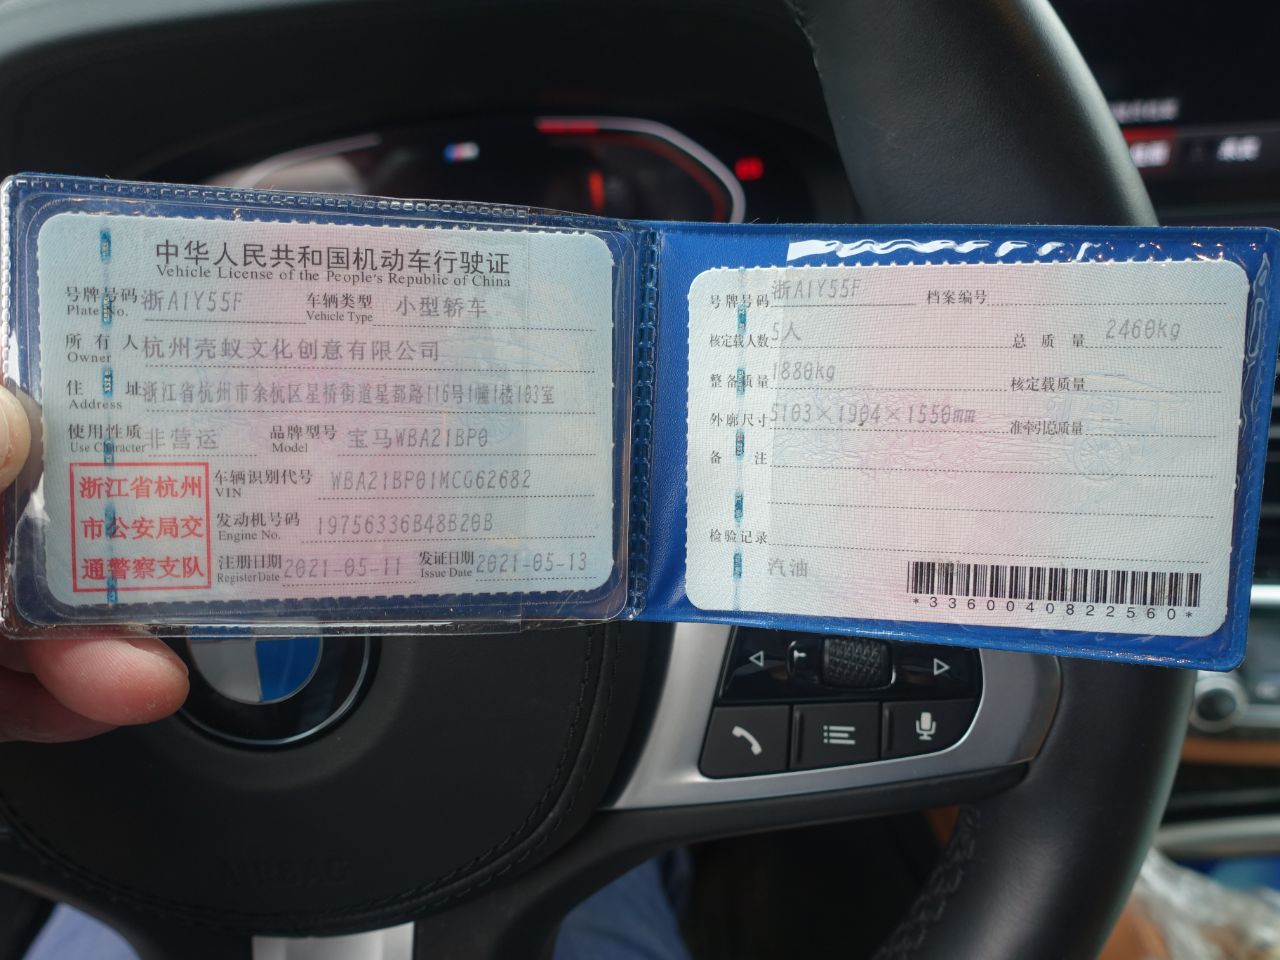 中华人民共和国机动车行驶证
Vehicle License of the People's Republic of China
号牌号码 浙A1Y55F 车辆类型 小型轿车
Plate No. Vehicle Type
所有人 杭州壳蚁文化创意有限公司
Owner
住址 浙江省杭州市余杭区星桥街道星都路116号1幢1楼103室
Address
使用性质 非营运 品牌型号 宝马WBA21BP0
Use Character Model
浙江省杭州
市公安局交
通警察支队
车辆识别代号 WBA21BP01MCG62682
VIN
发动机号码 19756336B48B20B
Engine No.
注册日期 2021-05-11 发证日期 2021-05-13
Register Date Issue Date
号牌号码 浙A1Y55F 档案编号
核定载人数 5人 总质量 2460kg
整备质量 1880kg 核定载质量
外廓尺寸 5103×1904×1550mm 准牵引总质量
备注
检验记录
汽油
*3360040822560*
AIRBAG